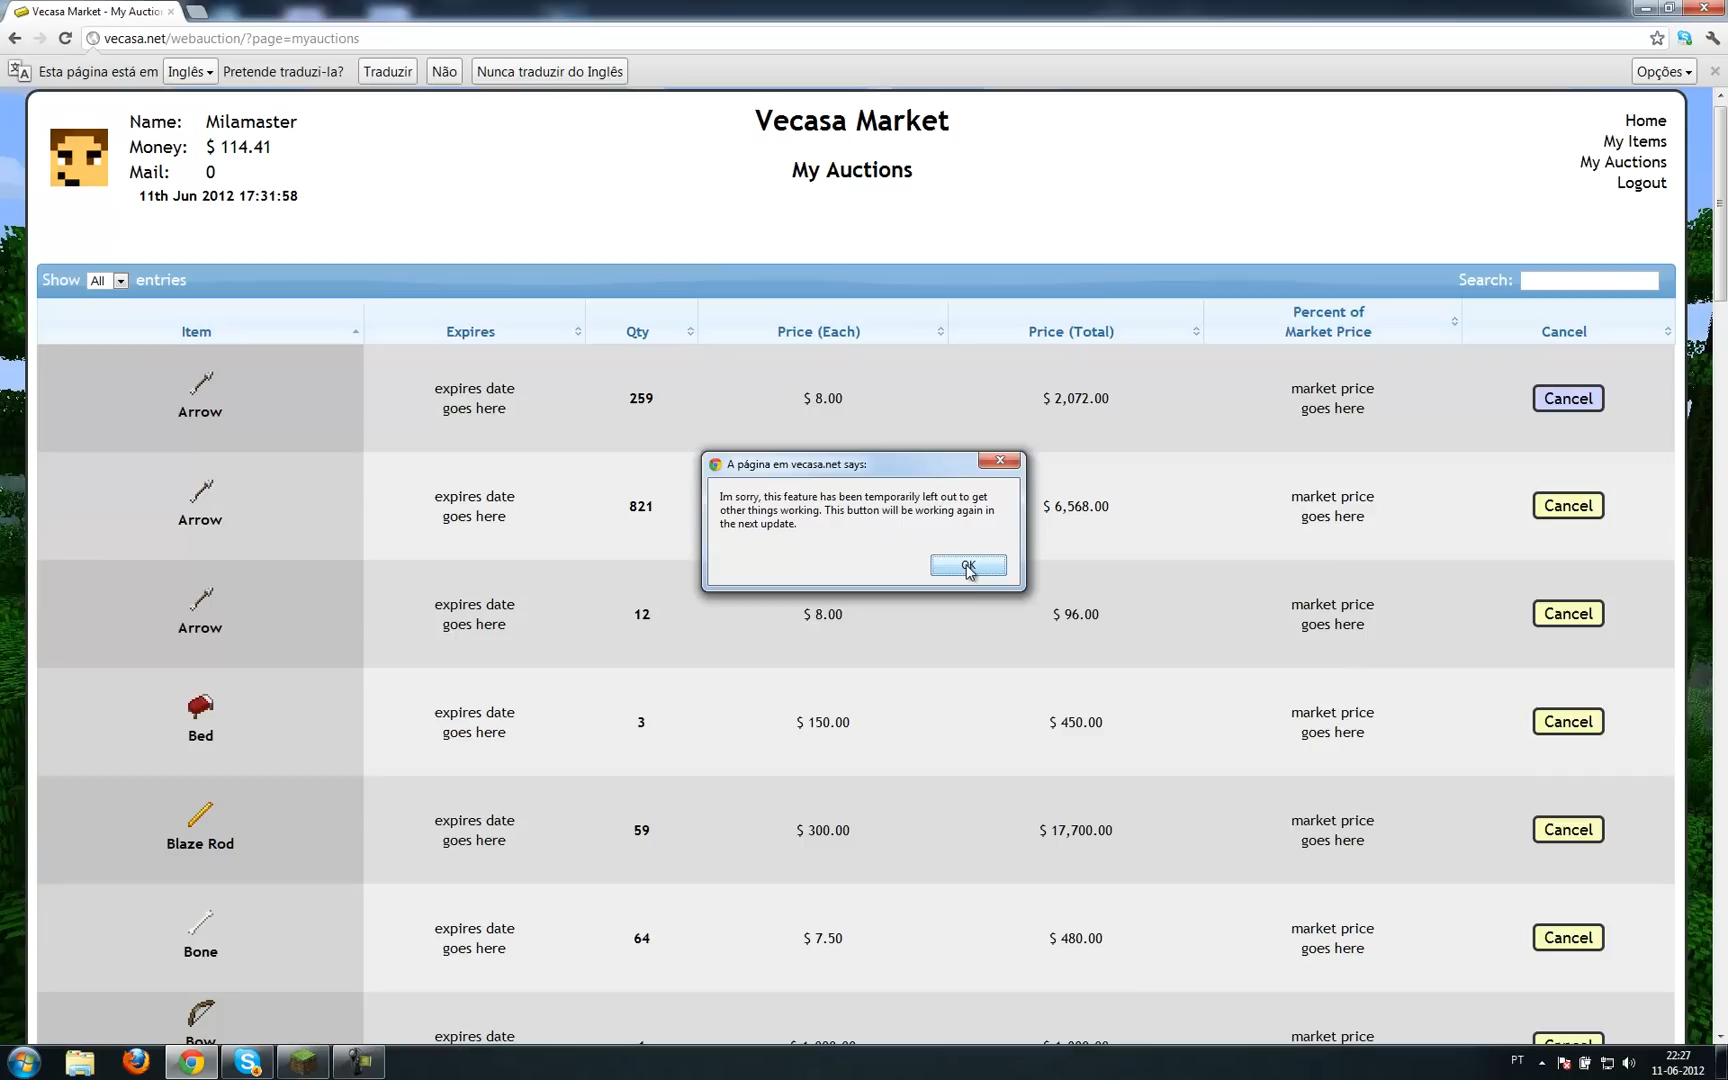 Vecasa Market - My Auction
vecasa.net/webauction/?page=myauctions
Esta página está em Inglês Pretende traduzi-la? Traduzir Não Nunca traduzir do Inglês Opções
Name: Milamaster
Money: $ 114.41
Mail: 0
11th Jun 2012 17:31:58
Vecasa Market
My Auctions
Home
My Items
My Auctions
Logout
Show All entries Search:
Item Expires Qty Price (Each) Price (Total) Percent of Market Price Cancel
Arrow expires date goes here 259 $ 8.00 $ 2,072.00 market price goes here Cancel
Arrow expires date goes here 821 $ 6,568.00 market price goes here Cancel
A página em vecasa.net says:
Im sorry, this feature has been temporarily left out to get
other things working. This button will be working again in
the next update.
OK
Arrow expires date goes here 12 $ 8.00 $ 96.00 market price goes here Cancel
Bed expires date goes here 3 $ 150.00 $ 450.00 market price goes here Cancel
Blaze Rod expires date goes here 59 $ 300.00 $ 17,700.00 market price goes here Cancel
Bone expires date goes here 64 $ 7.50 $ 480.00 market price goes here Cancel
Bow expires date market price
PT
22:27
11-06-2012